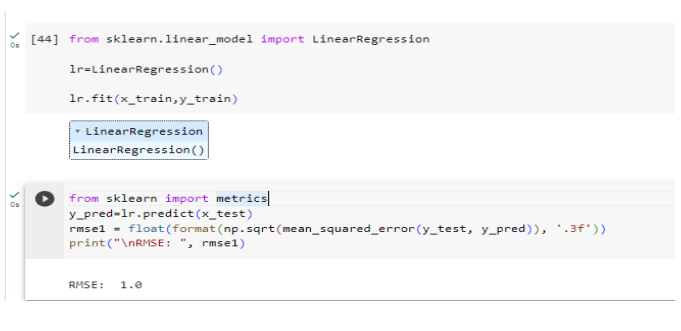 [44] from sklearn.linear_model import LinearRegression
0s
lr=LinearRegression()
lr.fit(x_train,y_train)
▾ LinearRegression
LinearRegression()
0s
from sklearn import metrics
y_pred=lr.predict(x_test)
rmse1 = float(format(np.sqrt(mean_squared_error(y_test, y_pred)), '.3f'))
print("\nRMSE: ", rmse1)
RMSE:  1.0